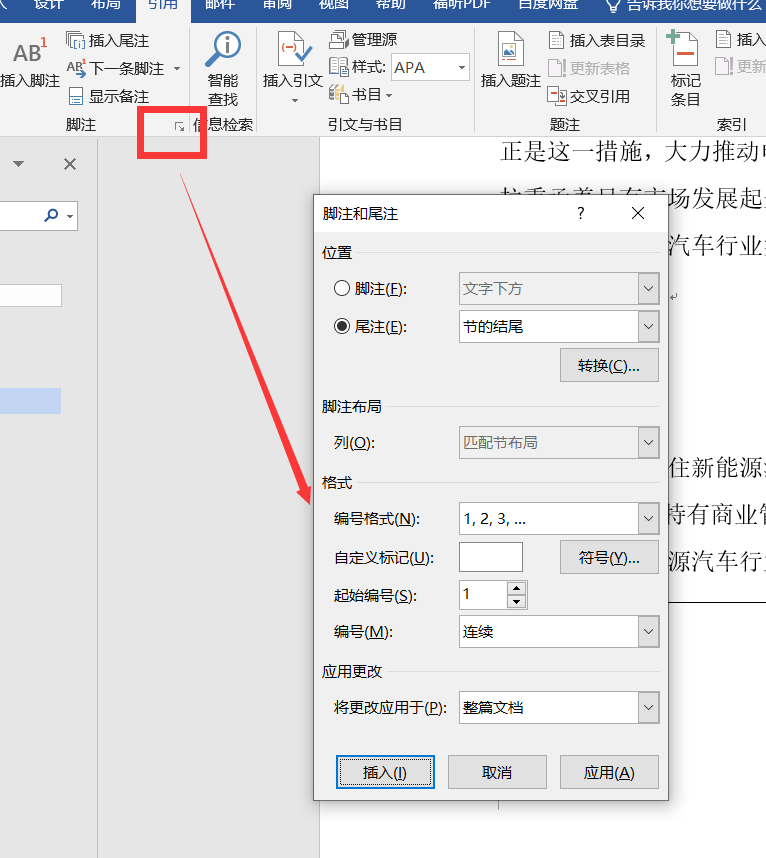 设计 布局 引用 邮件 审阅 视图 帮助 福昕PDF 百度网盘 告诉我你想要做什么
AB1
插入脚注
插入尾注
AB1 下一条脚注
显示备注
脚注
智能
查找
信息检索
插入引文
管理源
样式: APA
书目
引文与书目
插入题注
插入表目录
更新表格
交叉引用
题注
标记
条目
插入
更新
索引
正是这一措施，大力推动
市场发展起
汽车行业
脚注和尾注 ?
位置
脚注(F): 文字下方
尾注(E): 节的结尾
转换(C)...
脚注布局
列(O): 匹配节布局
格式
编号格式(N): 1, 2, 3, ...
自定义标记(U): 符号(Y)...
起始编号(S): 1
编号(M): 连续
应用更改
将更改应用于(P): 整篇文档
插入(I) 取消 应用(A)
住新能源
特有商业
源汽车行